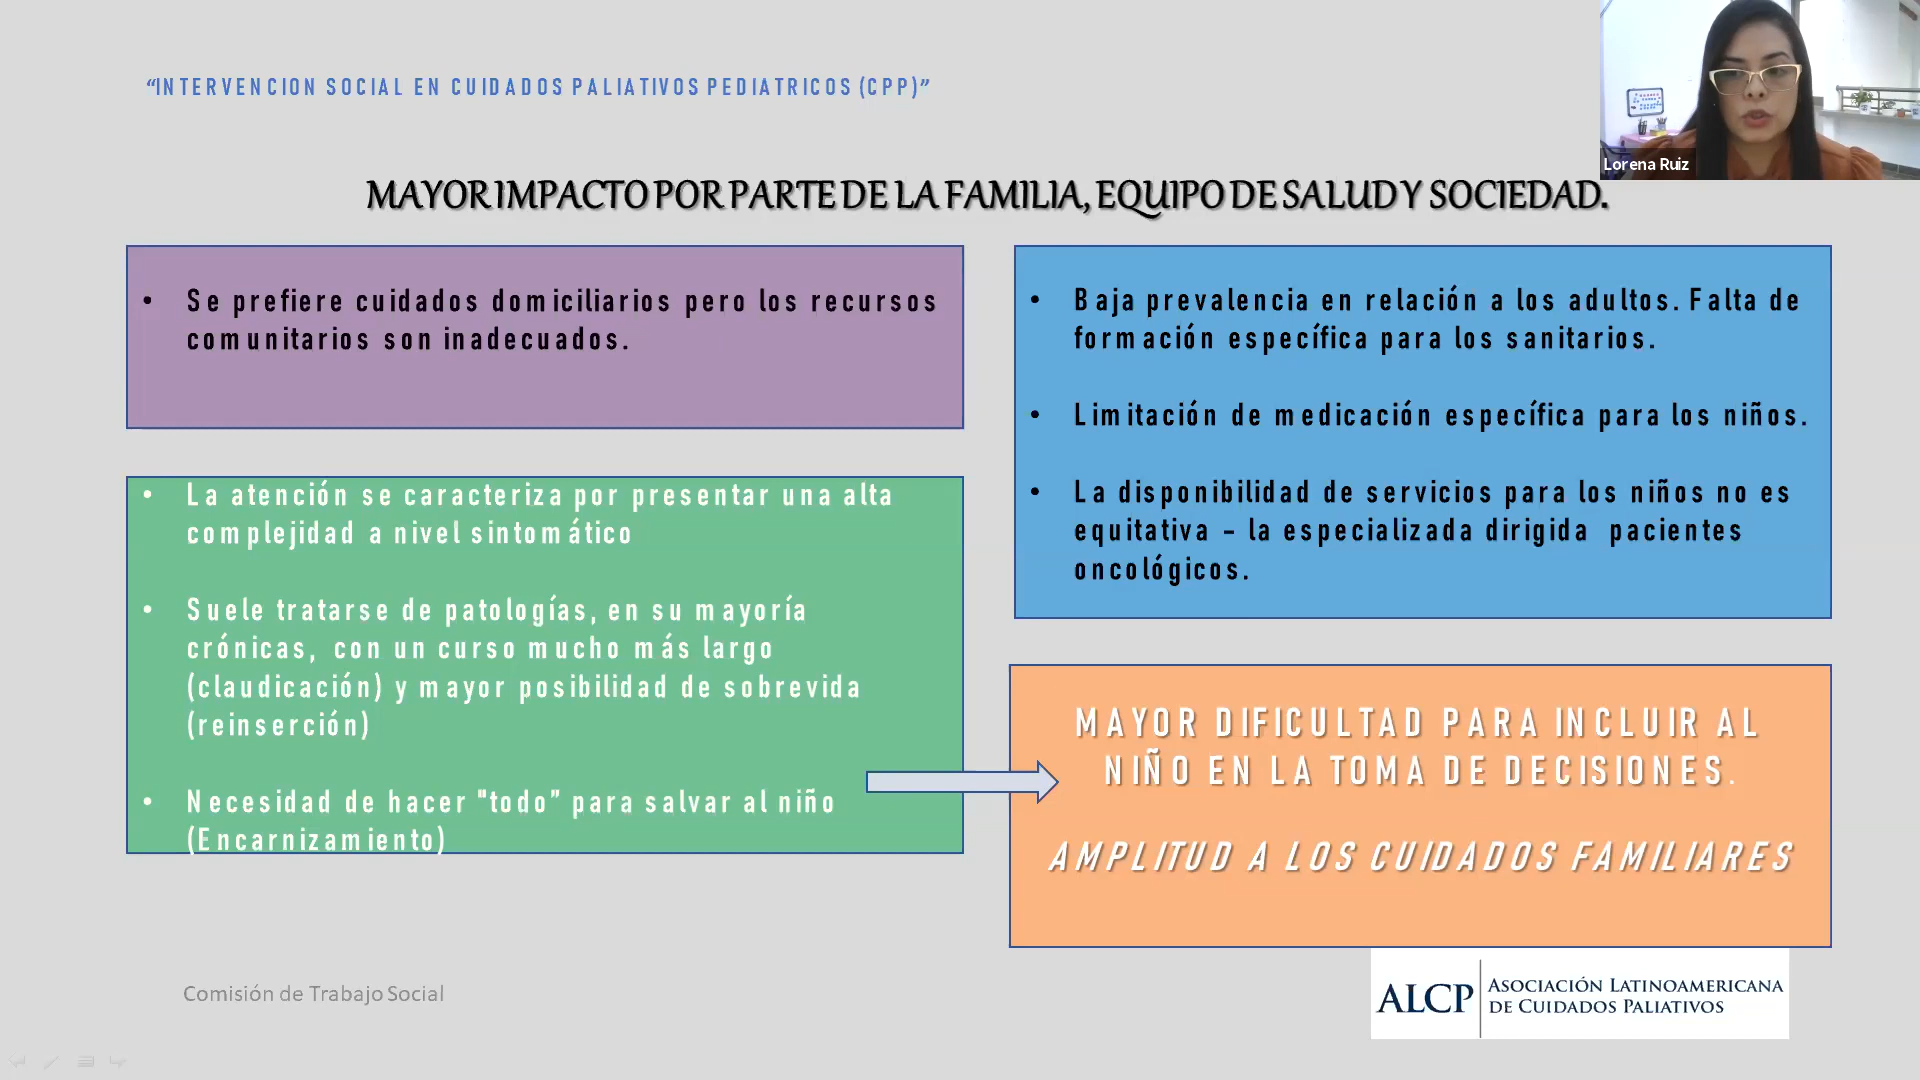 “INTERVENCION SOCIAL EN CUIDADOS PALIATIVOS PEDIATRICOS (CPP)”
Lorena Ruiz
MAYOR IMPACTO POR PARTE DE LA FAMILIA, EQUIPO DE SALUD Y SOCIEDAD.
• Se prefiere cuidados domiciliarios pero los recursos
comunitarios son inadecuados.
• La atención se caracteriza por presentar una alta
complejidad a nivel sintomático
• Suele tratarse de patologías, en su mayoría
crónicas, con un curso mucho más largo
(claudicación) y mayor posibilidad de sobrevida
(reinserción)
• Necesidad de hacer "todo” para salvar al niño
(Encarnizamiento)
• Baja prevalencia en relación a los adultos. Falta de
formación específica para los sanitarios.
• Limitación de medicación específica para los niños.
• La disponibilidad de servicios para los niños no es
equitativa – la especializada dirigida pacientes
oncológicos.
MAYOR DIFICULTAD PARA INCLUIR AL
NIÑO EN LA TOMA DE DECISIONES.
AMPLITUD A LOS CUIDADOS FAMILIARES
Comisión de Trabajo Social
ALCP
ASOCIACIÓN LATINOAMERICANA
DE CUIDADOS PALIATIVOS